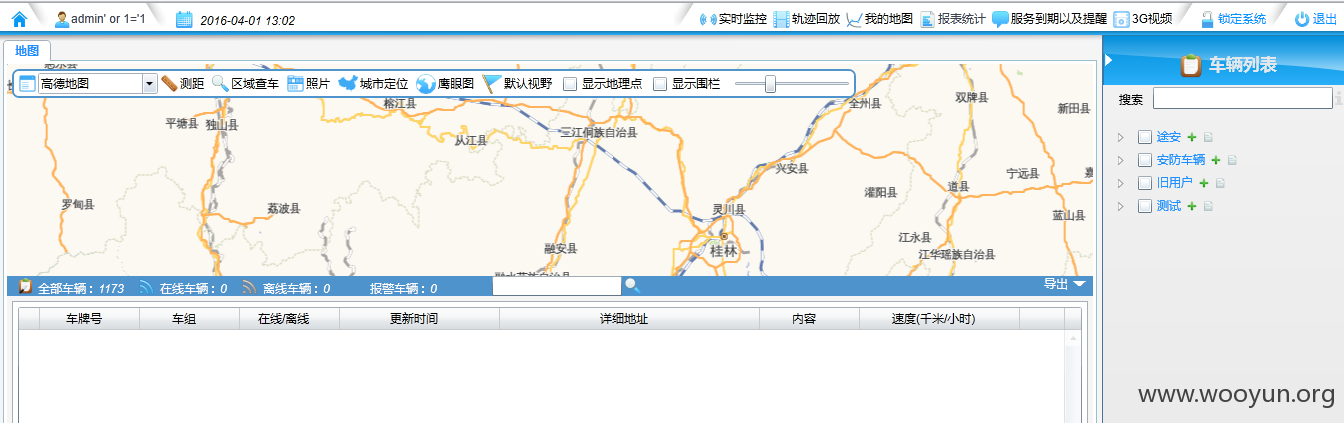 admin' or 1='1
2016-04-01 13:02
实时监控 轨迹回放 我的地图 报表统计 服务到期以及提醒 3G视频
锁定系统 退出
地图
高德地图 测距 区域查车 照片 城市定位 鹰眼图 默认视野 显示地理点 显示围栏
榕江县
全州县
双牌县
新田县
平塘县
独山县
从江县
三江侗族自治县
兴安县
宁远县
灌阳县
道县
罗甸县
荔波县
灵川县
蓝山县
江永县
融安县
桂林
江华瑶族自治县
全部车辆：1173 在线车辆：0 离线车辆：0 报警车辆：0 导出
车牌号 车组 在线/离线 更新时间 详细地址 内容 速度(千米/小时)
车辆列表
搜索
途安
安防车辆
旧用户
测试
www.wooyun.org